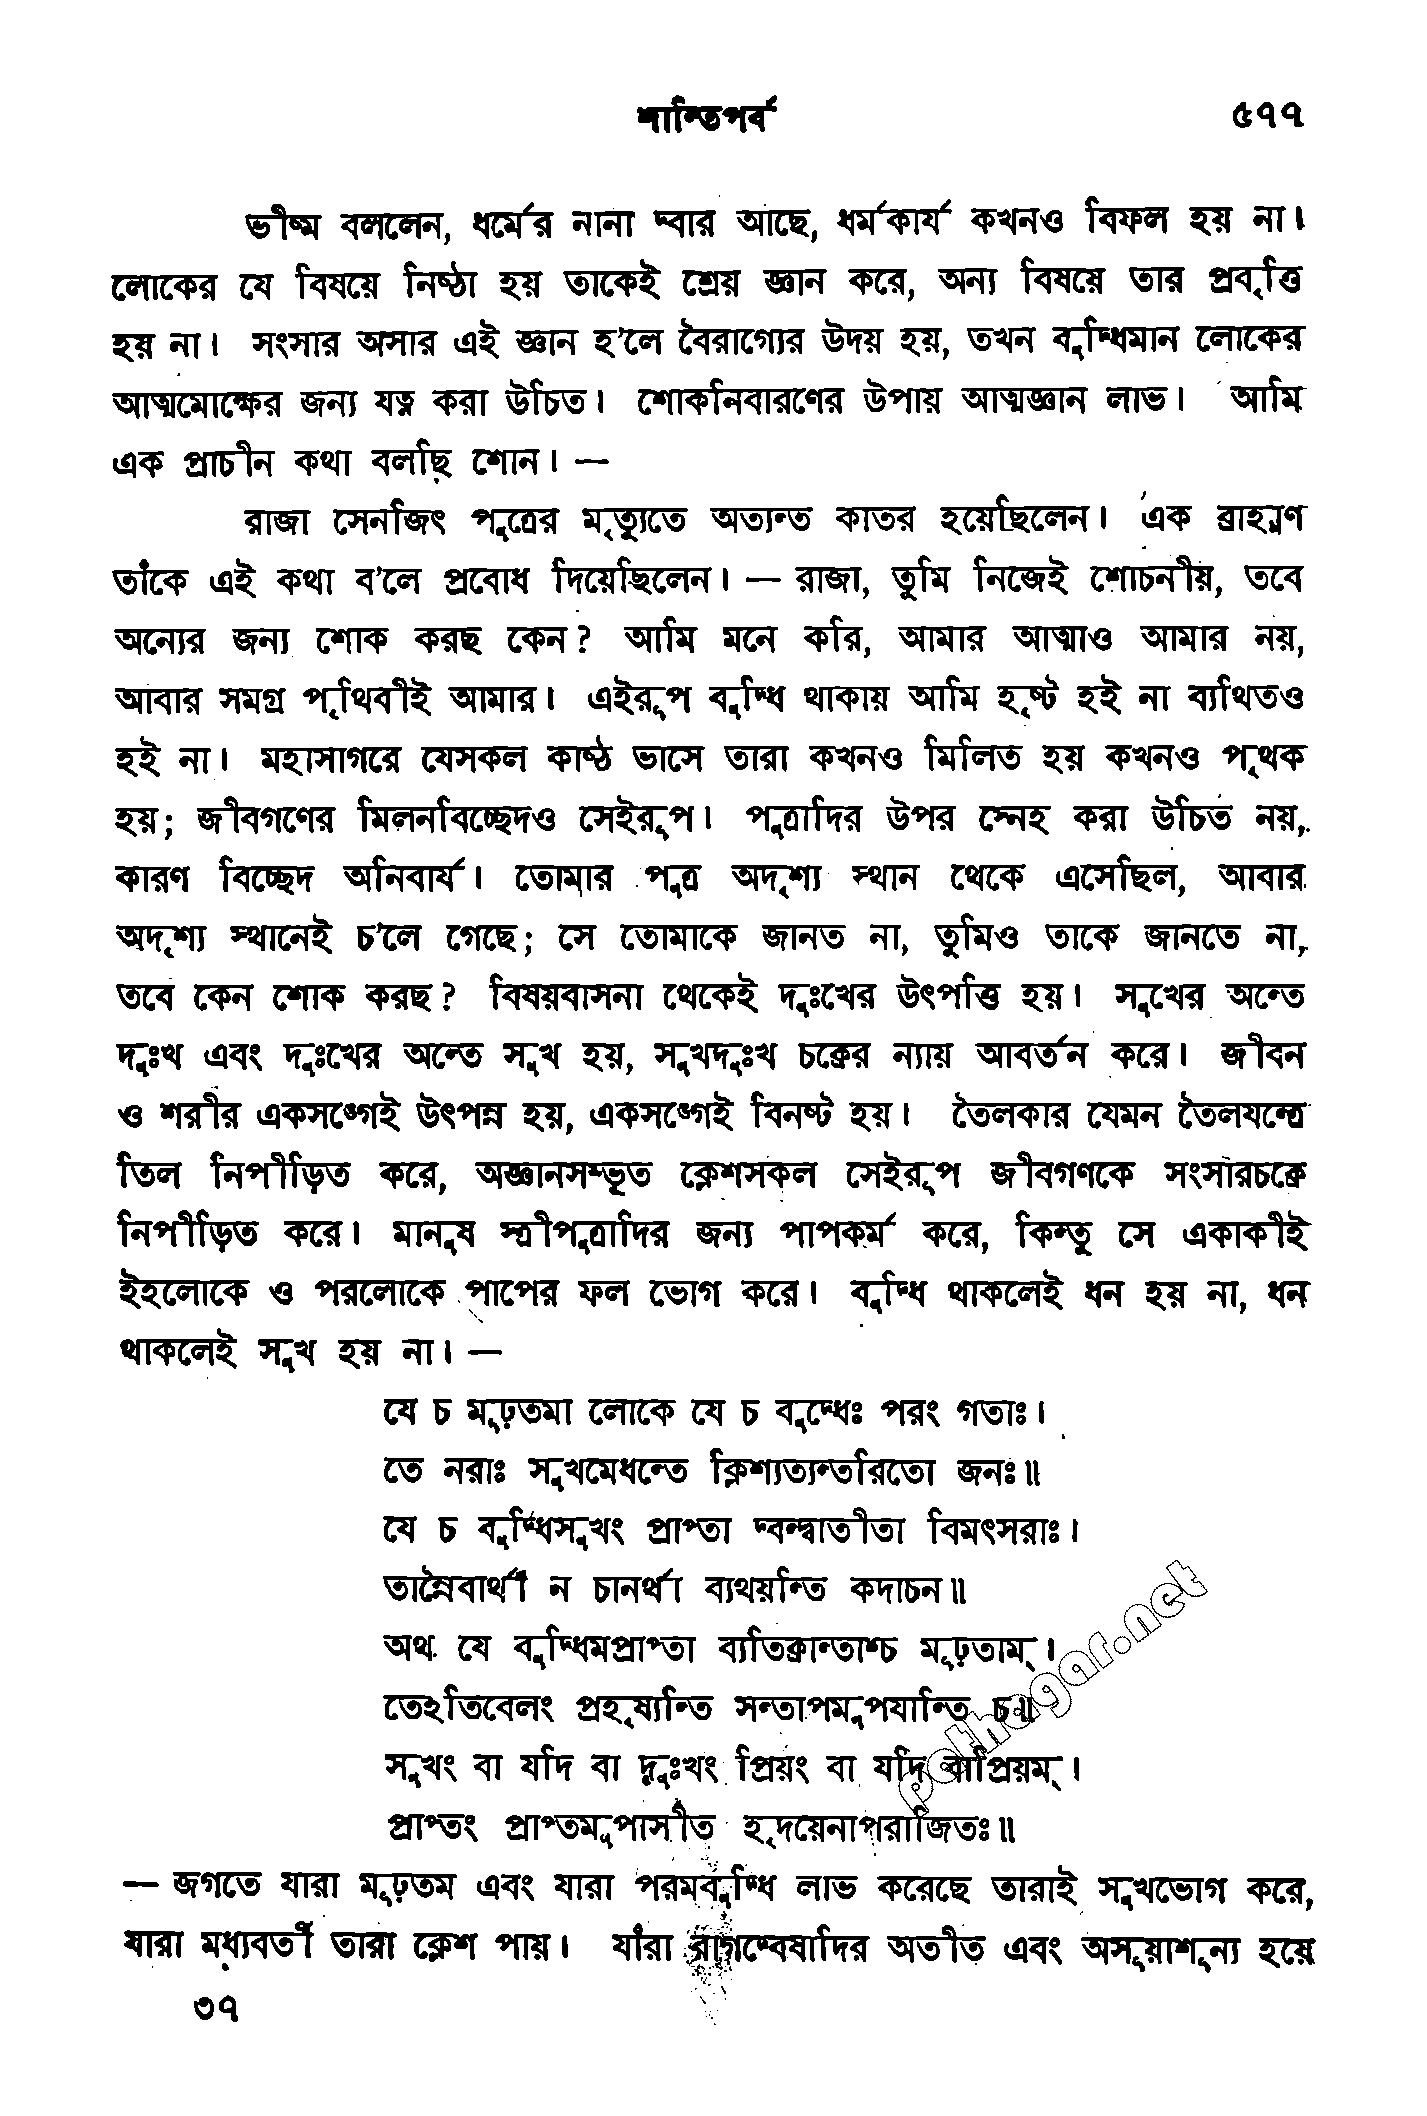 শান্তিপর্ব ৫৭৭
ভীষ্ম বললেন, ধর্মের নানা দ্বার আছে, ধর্মকার্য কখনও বিফল হয় না।
লোকের যে বিষয়ে নিষ্ঠা হয় তাকেই শ্রেয় জ্ঞান করে, অন্য বিষয়ে তার প্রবৃত্তি
হয় না। সংসার অসার এই জ্ঞান হ’লে বৈরাগ্যের উদয় হয়, তখন বুদ্ধিমান লোকের
আত্মমোক্ষের জন্য যত্ন করা উচিত। শোকনিবারণের উপায় আত্মজ্ঞান লাভ। আমি
এক প্রাচীন কথা বলছি শোন। —
রাজা সেনজিৎ পুত্রের মৃত্যুতে অত্যন্ত কাতর হয়েছিলেন। এক ব্রাহ্মণ
তাঁকে এই কথা ব’লে প্রবোধ দিয়েছিলেন। — রাজা, তুমি নিজেই শোচনীয়, তবে
অন্যের জন্য শোক করছ কেন? আমি মনে করি, আমার আত্মাও আমার নয়,
আবার সমগ্র পৃথিবীই আমার। এইরূপ বুদ্ধি থাকায় আমি হৃষ্ট হই না ব্যথিতও
হই না। মহাসাগরে যেসকল কাষ্ঠ ভাসে তারা কখনও মিলিত হয় কখনও পৃথক
হয়; জীবগণের মিলনবিচ্ছেদও সেইরূপ। পুত্রাদির উপর স্নেহ করা উচিত নয়,
কারণ বিচ্ছেদ অনিবার্য। তোমার পুত্র অদৃশ্য স্থান থেকে এসেছিল, আবার
অদৃশ্য স্থানেই চ’লে গেছে; সে তোমাকে জানত না, তুমিও তাকে জানতে না,
তবে কেন শোক করছ? বিষয়বাসনা থেকেই দুঃখের উৎপত্তি হয়। সুখের অন্তে
দুঃখ এবং দুঃখের অন্তে সুখ হয়, সুখদুঃখ চক্রের ন্যায় আবর্তন করে। জীবন
ও শরীর একসঙ্গেই উৎপন্ন হয়, একসঙ্গেই বিনষ্ট হয়। তৈলকার যেমন তৈলযন্ত্রে
তিল নিপীড়িত করে, অজ্ঞানসম্ভূত ক্লেশসকল সেইরূপ জীবগণকে সংসারচক্রে
নিপীড়িত করে। মানুষ স্ত্রীপুত্রাদির জন্য পাপকর্ম করে, কিন্তু সে একাকীই
ইহলোকে ও পরলোকে পাপের ফল ভোগ করে। বুদ্ধি থাকলেই ধন হয় না, ধন
থাকলেই সুখ হয় না। —
যে চ মূঢ়তমা লোকে যে চ বুদ্ধেঃ পরং গতাঃ।
তে নরাঃ সুখমেধন্তে ক্লিশ্যত্যন্তরিতো জনঃ॥
যে চ বুদ্ধিসুখং প্রাপ্তা দ্বন্দ্বাতীতা বিমৎসরাঃ।
তান্নৈবার্থা ন চানর্থা ব্যথয়ন্তি কদাচন॥
অথ যে বুদ্ধিমপ্রাপ্তা ব্যতিক্রান্তাশ্চ মূঢ়তাম্।
তেঽতিবেলং প্রহৃষ্যন্তি সন্তাপমুপযান্তি চ॥
সুখং বা যদি বা দুঃখং প্রিয়ং বা যদি বাপ্রিয়ম্।
প্রাপ্তং প্রাপ্তমুপাসীত হৃদয়েনাপরাজিতঃ॥
— জগতে যারা মূঢ়তম এবং যারা পরমবুদ্ধি লাভ করেছে তারাই সুখভোগ করে,
যারা মধ্যবর্তী তারা ক্লেশ পায়। যাঁরা রাগদ্বেষাদির অতীত এবং অসূয়াশূন্য হয়ে
৩৭
pathagar.net